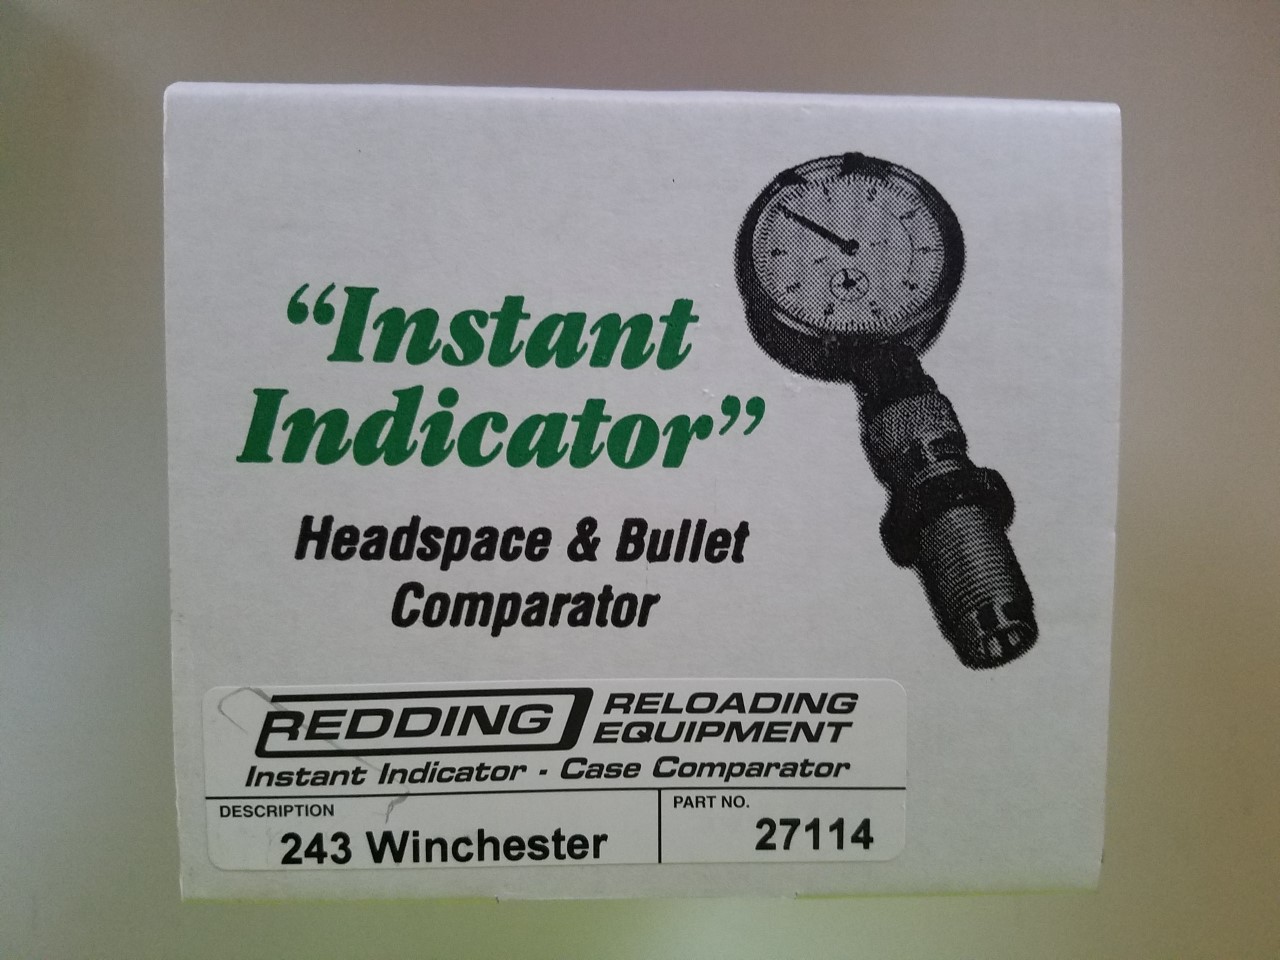 “Instant
Indicator”
Headspace & Bullet
Comparator
REDDING
RELOADING
EQUIPMENT
Instant Indicator - Case Comparator
DESCRIPTION
243 Winchester
PART NO.
27114